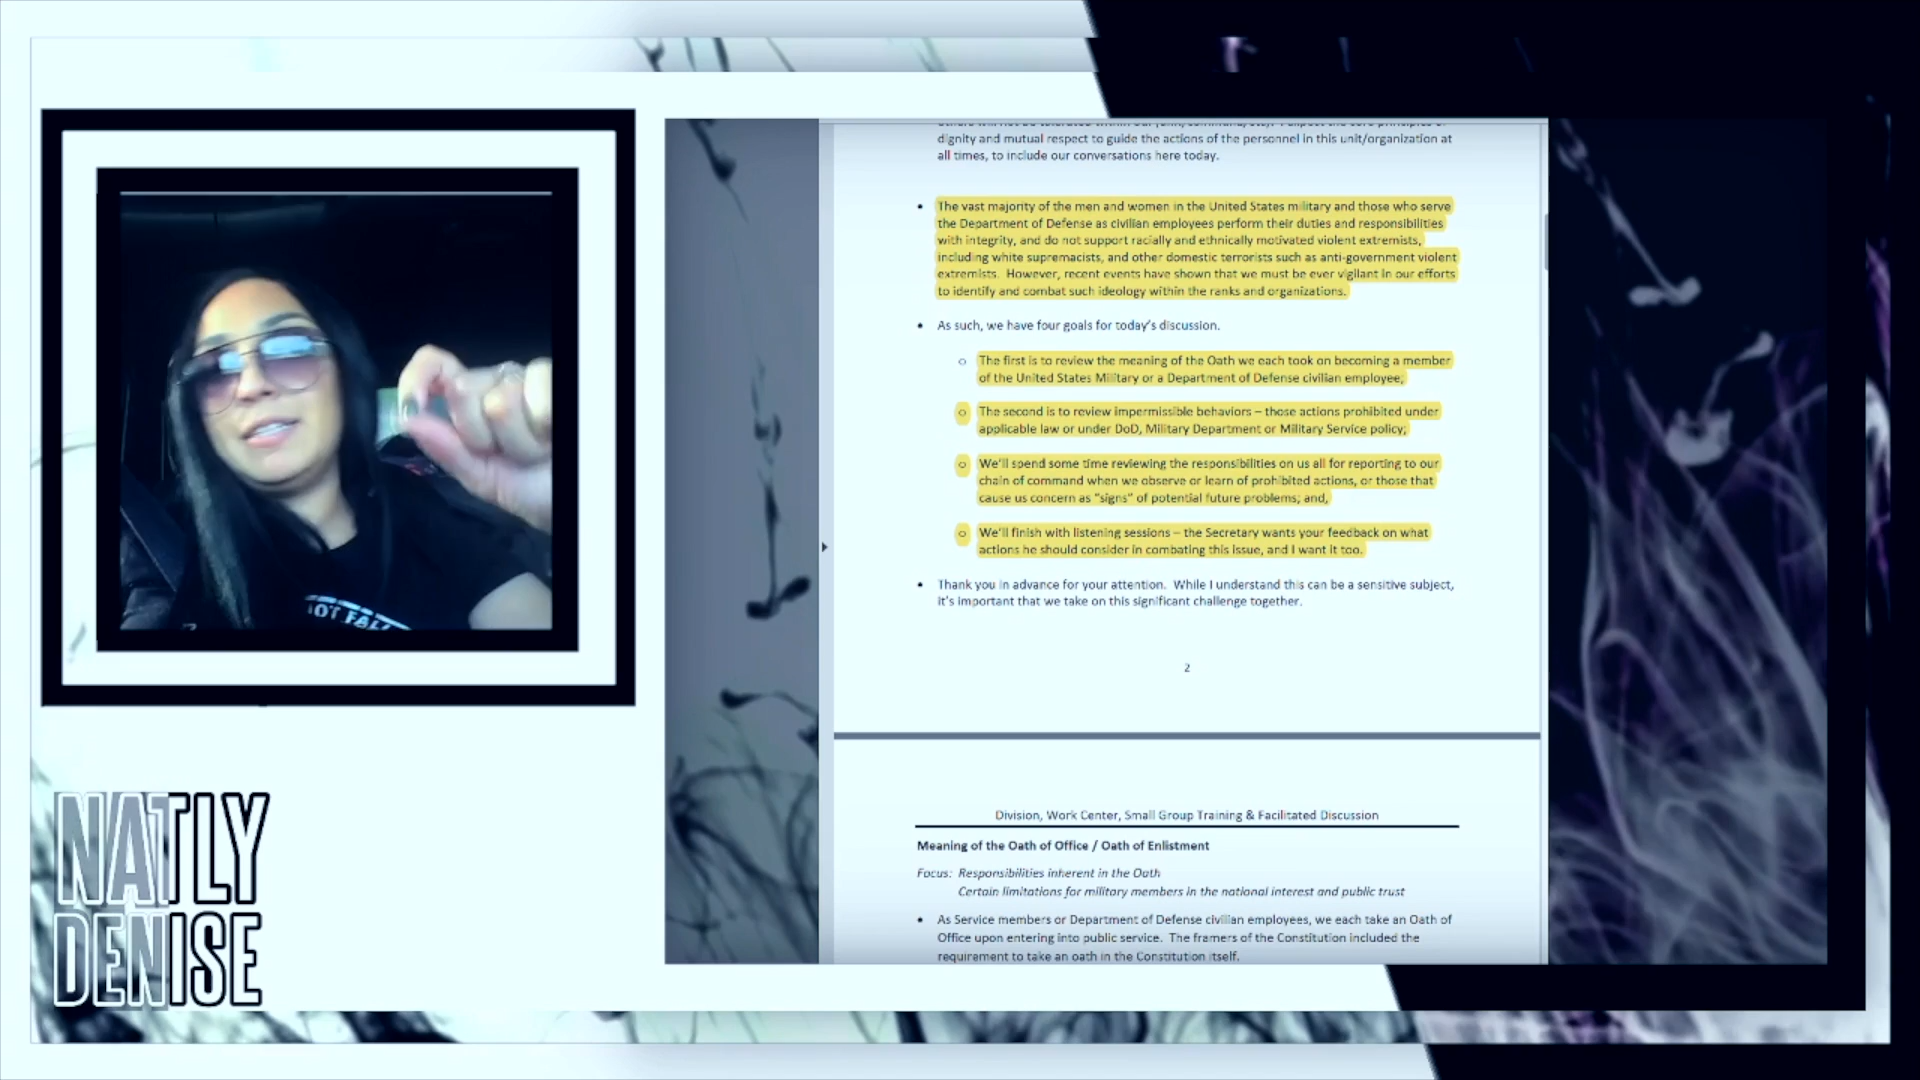 dignity and mutual respect to guide the actions of the personnel in this unit/organization at
all times, to include our conversations here today.
• The vast majority of the men and women in the United States military and those who serve
the Department of Defense as civilian employees perform their duties and responsibilities
with integrity, and do not support racially and ethnically motivated violent extremists,
including white supremacists, and other domestic terrorists such as anti-government violent
extremists. However, recent events have shown that we must be ever vigilant in our efforts
to identify and combat such ideology within the ranks and organizations.
• As such, we have four goals for today's discussion.
o The first is to review the meaning of the Oath we each took on becoming a member
of the United States Military or a Department of Defense civilian employee;
o The second is to review impermissible behaviors – those actions prohibited under
applicable law or under DoD, Military Department or Military Service policy;
o We'll spend some time reviewing the responsibilities on us all for reporting to our
chain of command when we observe or learn of prohibited actions, or those that
cause us concern as "signs" of potential future problems; and,
o We'll finish with listening sessions – the Secretary wants your feedback on what
actions he should consider in combating this issue, and I want it too.
• Thank you in advance for your attention. While I understand this can be a sensitive subject,
it's important that we take on this significant challenge together.
2
Division, Work Center, Small Group Training & Facilitated Discussion
Meaning of the Oath of Office / Oath of Enlistment
Focus: Responsibilities inherent in the Oath
Certain limitations for military members in the national interest and public trust
• As Service members or Department of Defense civilian employees, we each take an Oath of
Office upon entering into public service. The framers of the Constitution included the
requirement to take an oath in the Constitution itself.
NATLY
DENISE